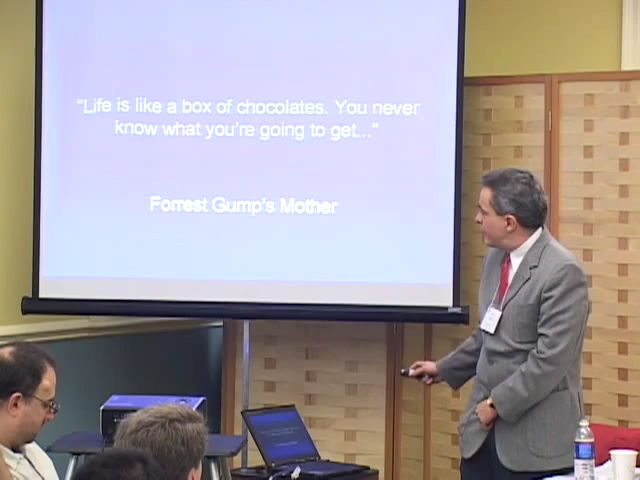 "Life is like a box of chocolates. You never
know what you're going to get..."
Forrest Gump's Mother